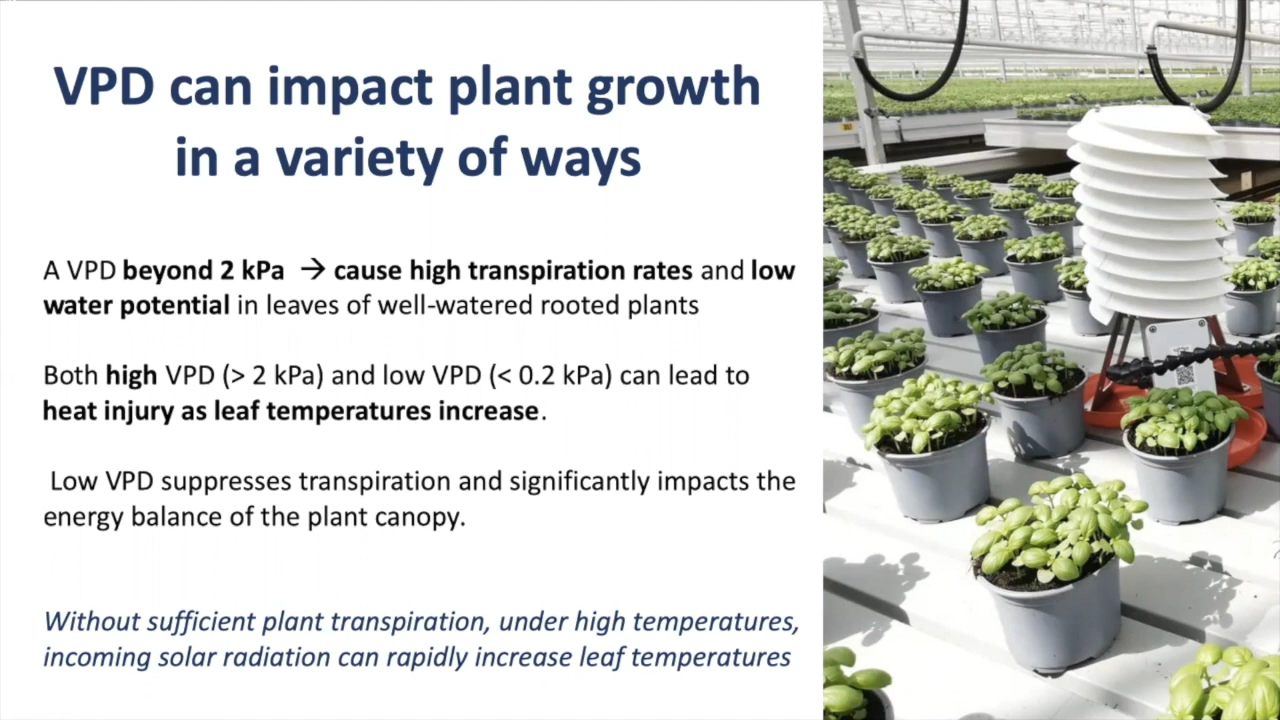 VPD can impact plant growth
in a variety of ways
A VPD beyond 2 kPa → cause high transpiration rates and low
water potential in leaves of well-watered rooted plants
Both high VPD (> 2 kPa) and low VPD (< 0.2 kPa) can lead to
heat injury as leaf temperatures increase.
Low VPD suppresses transpiration and significantly impacts the
energy balance of the plant canopy.
Without sufficient plant transpiration, under high temperatures,
incoming solar radiation can rapidly increase leaf temperatures